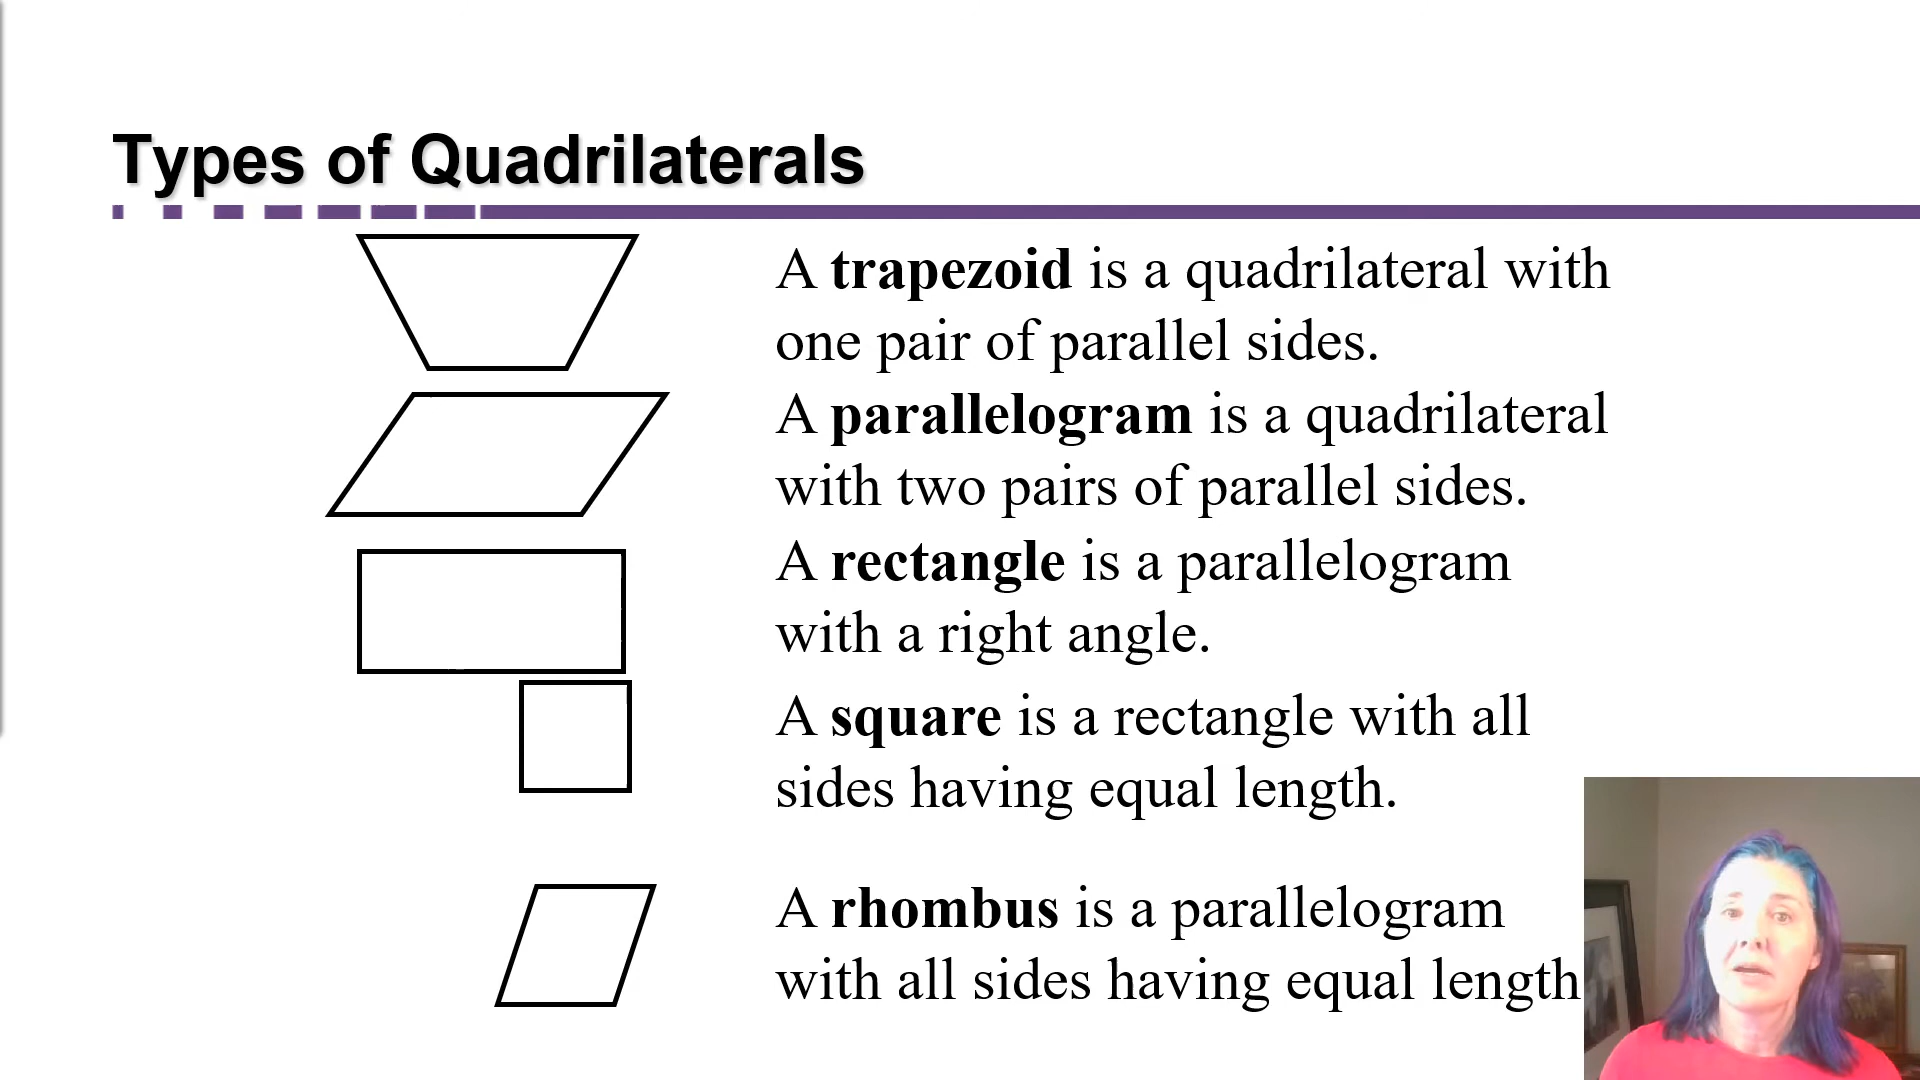 Types of Quadrilaterals
A trapezoid is a quadrilateral with
one pair of parallel sides.
A parallelogram is a quadrilateral
with two pairs of parallel sides.
A rectangle is a parallelogram
with a right angle.
A square is a rectangle with all
sides having equal length.
A rhombus is a parallelogram
with all sides having equal length